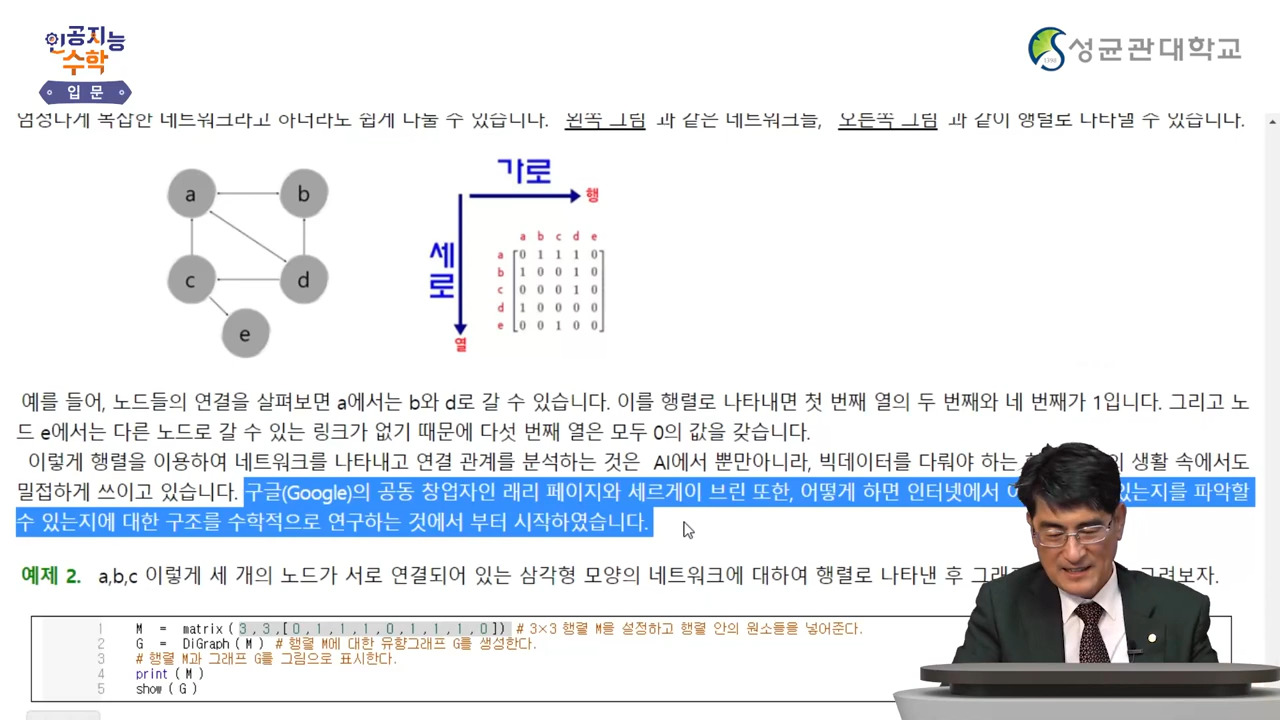 인공지능
수학
입문
성균관대학교
엄청나게 복잡한 네트워크라고 하더라도 쉽게 다룰 수 있습니다. 왼쪽 그림 과 같은 네트워크를, 오른쪽 그림 과 같이 행렬로 나타낼 수 있습니다.
a b
c d
e
가로
행
세로
열
a b c d e
a 0 1 1 1 0
b 1 0 0 1 0
c 0 0 0 1 0
d 1 0 0 0 0
e 0 0 1 0 0
예를 들어, 노드들의 연결을 살펴보면 a에서는 b와 d로 갈 수 있습니다. 이를 행렬로 나타내면 첫 번째 열의 두 번째와 네 번째가 1입니다. 그리고 노
드 e에서는 다른 노드로 갈 수 있는 링크가 없기 때문에 다섯 번째 열은 모두 0의 값을 갖습니다.
이렇게 행렬을 이용하여 네트워크를 나타내고 연결 관계를 분석하는 것은 AI에서 뿐만아니라, 빅데이터를 다뤄야 하는 생활 속에서도
밀접하게 쓰이고 있습니다. 구글(Google)의 공동 창업자인 래리 페이지와 세르게이 브린 또한, 어떻게 하면 인터넷에서 있는지를 파악할
수 있는지에 대한 구조를 수학적으로 연구하는 것에서 부터 시작하였습니다.
예제 2. a,b,c 이렇게 세 개의 노드가 서로 연결되어 있는 삼각형 모양의 네트워크에 대하여 행렬로 나타낸 후 그려보자.
1 M = matrix(3,3,[0,1,1,1,0,1,1,1,0]) # 3×3 행렬 M을 설정하고 행렬 안의 원소들을 넣어준다.
2 G = DiGraph(M) # 행렬 M에 대한 유향그래프 G를 생성한다.
3 # 행렬 M과 그래프 G를 그림으로 표시한다.
4 print(M)
5 show(G)